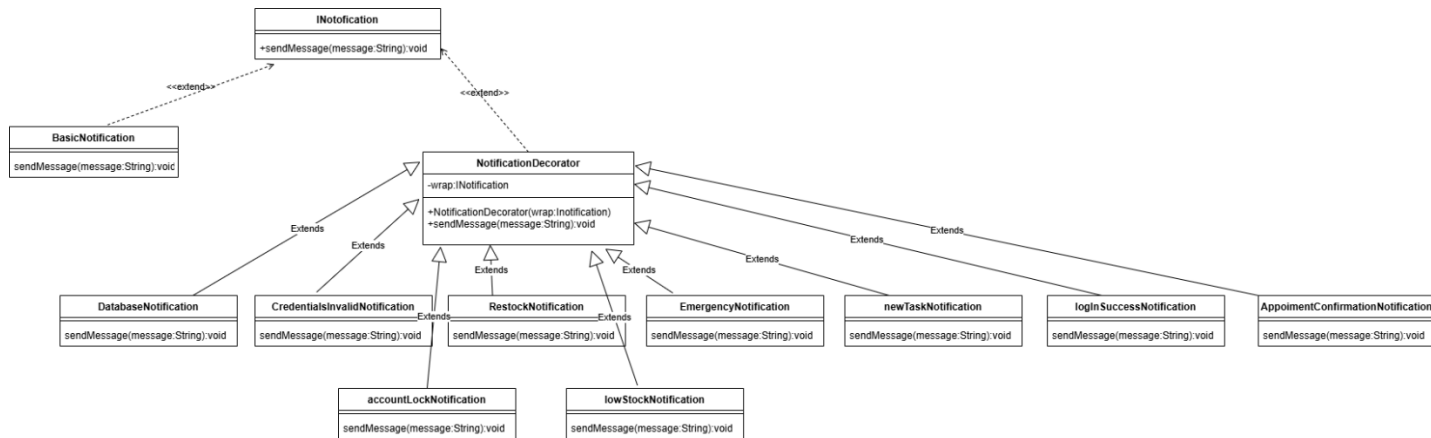 INotofication
+sendMessage(message:String):void
<<extend>>
<<extend>>
BasicNotification
sendMessage(message:String):void
NotificationDecorator
-wrap:INotification
+NotificationDecorator(wrap:Inotification)
+sendMessage(message:String):void
Extends
Extends
Extends
Extends
Extends
Extends
Extends
DatabaseNotification
sendMessage(message:String):void
CredentialsInvalidNotification
sendMessage(message:String):void
RestockNotification
sendMessage(message:String):void
EmergencyNotification
sendMessage(message:String):void
newTaskNotification
sendMessage(message:String):void
logInSuccessNotification
sendMessage(message:String):void
AppoimentConfirmationNotification
sendMessage(message:String):void
Extends
Extends
accountLockNotification
sendMessage(message:String):void
lowStockNotification
sendMessage(message:String):void